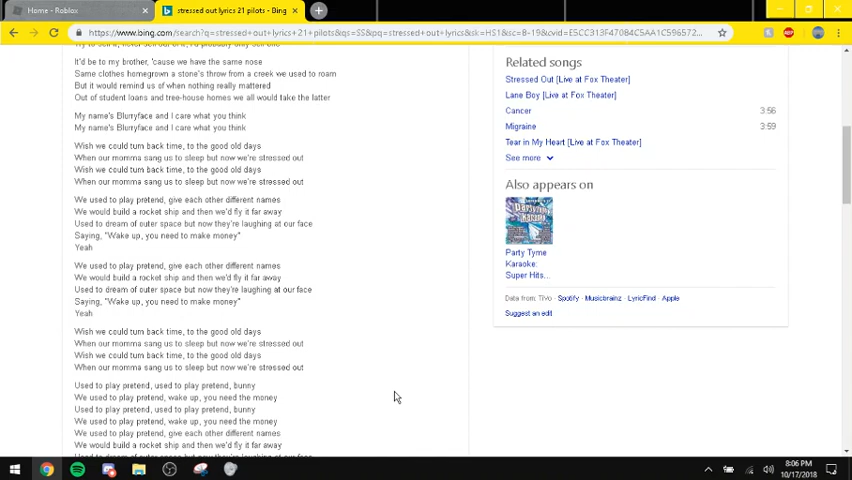 Home - Roblox
stressed out lyrics 21 pilots - Bing
https://www.bing.com/search?q=stressed+out+lyrics+21+pilots&qs=SS&pq=stressed+out+lyrics&sk=HS1&sc=8-19&cvid=E5CC313F47084C5AA1C596572...
It'd be to my brother, 'cause we have the same nose
Same clothes homegrown a stone's throw from a creek we used to roam
But it would remind us of when nothing really mattered
Out of student loans and tree-house homes we all would take the latter
My name's Blurryface and I care what you think
My name's Blurryface and I care what you think
Wish we could turn back time, to the good old days
When our momma sang us to sleep but now we're stressed out
Wish we could turn back time, to the good old days
When our momma sang us to sleep but now we're stressed out
We used to play pretend, give each other different names
We would build a rocket ship and then we'd fly it far away
Used to dream of outer space but now they're laughing at our face
Saying, "Wake up, you need to make money"
Yeah
We used to play pretend, give each other different names
We would build a rocket ship and then we'd fly it far away
Used to dream of outer space but now they're laughing at our face
Saying, "Wake up, you need to make money"
Yeah
Wish we could turn back time, to the good old days
When our momma sang us to sleep but now we're stressed out
Wish we could turn back time, to the good old days
When our momma sang us to sleep but now we're stressed out
Used to play pretend, used to play pretend, bunny
We used to play pretend, wake up, you need the money
Used to play pretend, used to play pretend, bunny
We used to play pretend, wake up, you need the money
We used to play pretend, give each other different names
We would build a rocket ship and then we'd fly it far away
Related songs
Stressed Out [Live at Fox Theater]
Lane Boy [Live at Fox Theater]
Cancer 3:56
Migraine 3:59
Tear in My Heart [Live at Fox Theater]
See more
Also appears on
Party Tyme
Karaoke:
Super Hits...
Data from: TiVo · Spotify · Musicbrainz · LyricFind · Apple
Suggest an edit
8:06 PM
10/17/2018